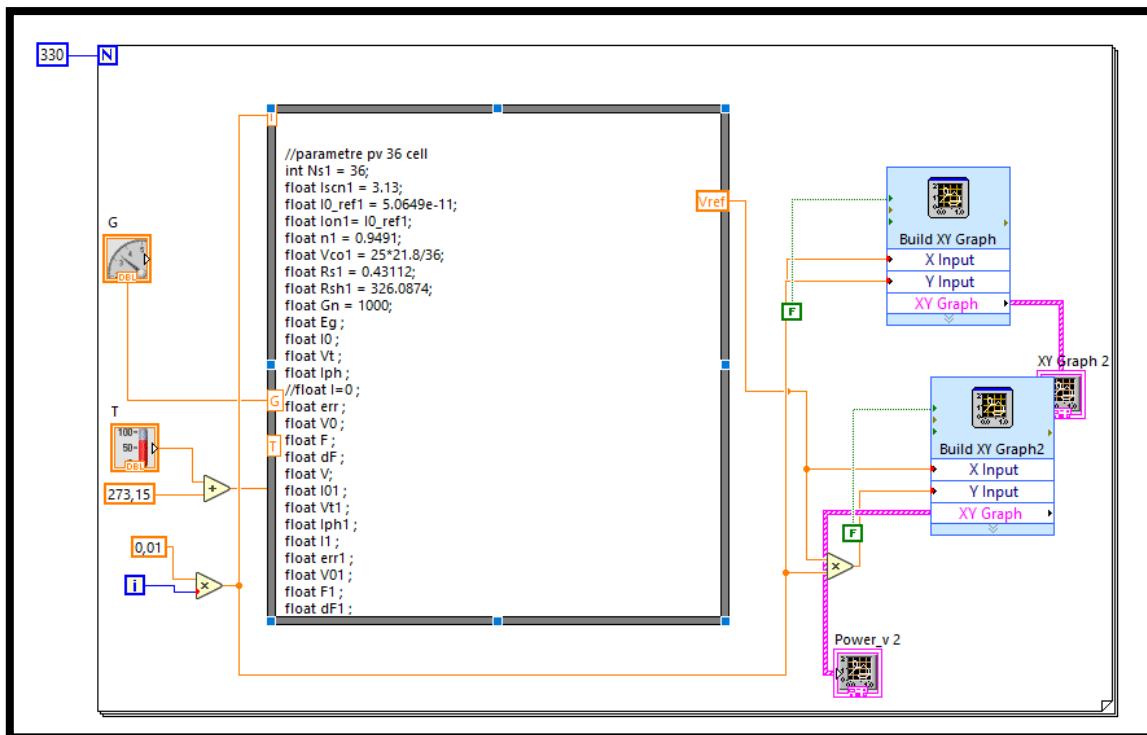 330
N
I
//parametre pv 36 cell
int Ns1 = 36;
float Iscn1 = 3.13;
float I0_ref1 = 5.0649e-11;
float Ion1= I0_ref1;
float n1 = 0.9491;
float Vco1 = 25*21.8/36;
float Rs1 = 0.43112;
float Rsh1 = 326.0874;
float Gn = 1000;
float Eg ;
float I0 ;
float Vt ;
float Iph ;
//float I=0 ;
float err ;
float V0 ;
float F ;
float dF ;
float V;
float I01 ;
float Vt1 ;
float Iph1 ;
float I1 ;
float err1 ;
float V01 ;
float F1 ;
float dF1 ;
G
DBL
G
T
100
50
DBL
T
273,15
+
0,01
i
×
Vref
Build XY Graph
X Input
Y Input
XY Graph
F
XY Graph 2
Build XY Graph2
X Input
Y Input
XY Graph
F
×
Power_v 2